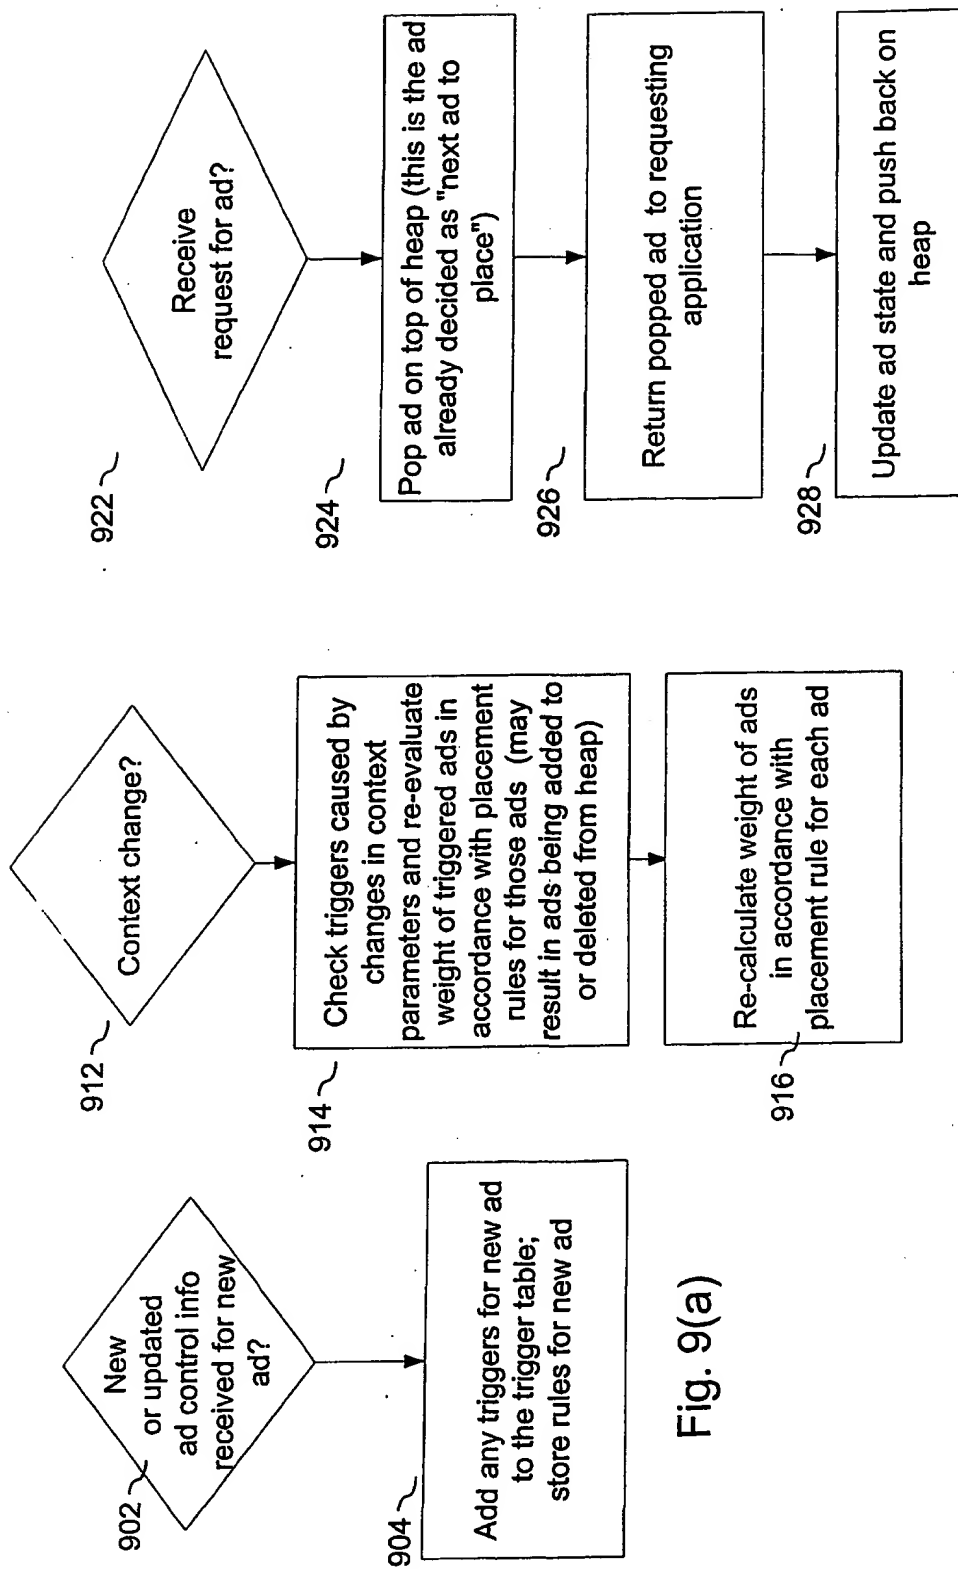 902
New
or updated
ad control info
received for new
ad?
904
Add any triggers for new ad
to the trigger table;
store rules for new ad
912
Context change?
914
Check triggers caused by
changes in context
parameters and re-evaluate
weight of triggered ads in
accordance with placement
rules for those ads (may
result in ads being added to
or deleted from heap)
916
Re-calculate weight of ads
in accordance with
placement rule for each ad
922
Receive
request for ad?
924
Pop ad on top of heap (this is the ad
already decided as "next ad to
place")
926
Return popped ad to requesting
application
928
Update ad state and push back on
heap
Fig. 9(a)